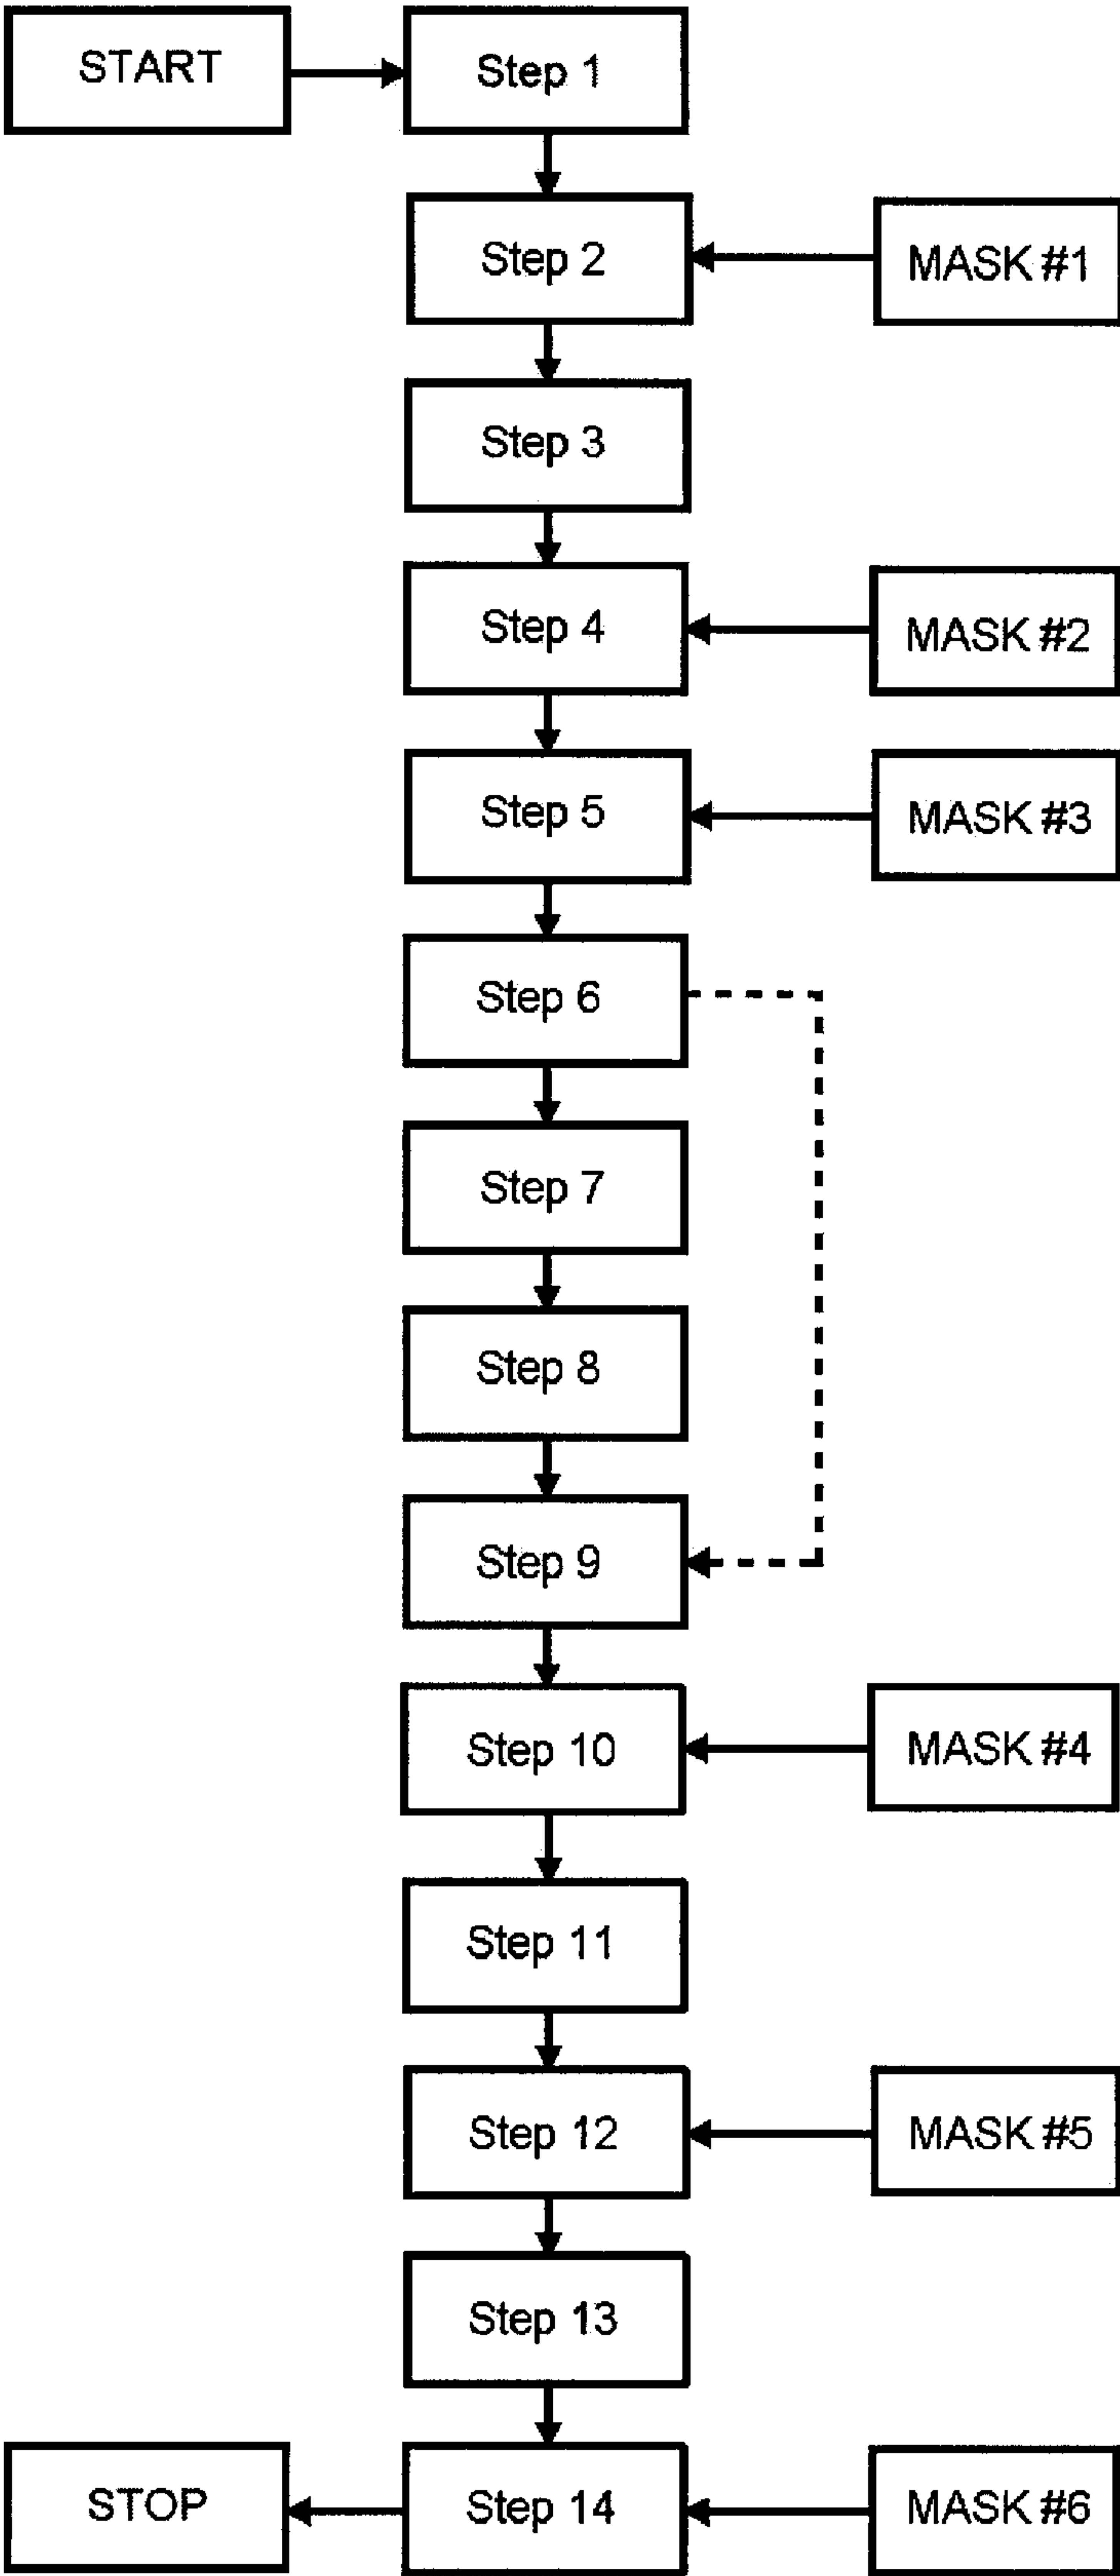 START
Step 1
Step 2
MASK #1
Step 3
Step 4
MASK #2
Step 5
MASK #3
Step 6
Step 7
Step 8
Step 9
Step 10
MASK #4
Step 11
Step 12
MASK #5
Step 13
STOP
Step 14
MASK #6